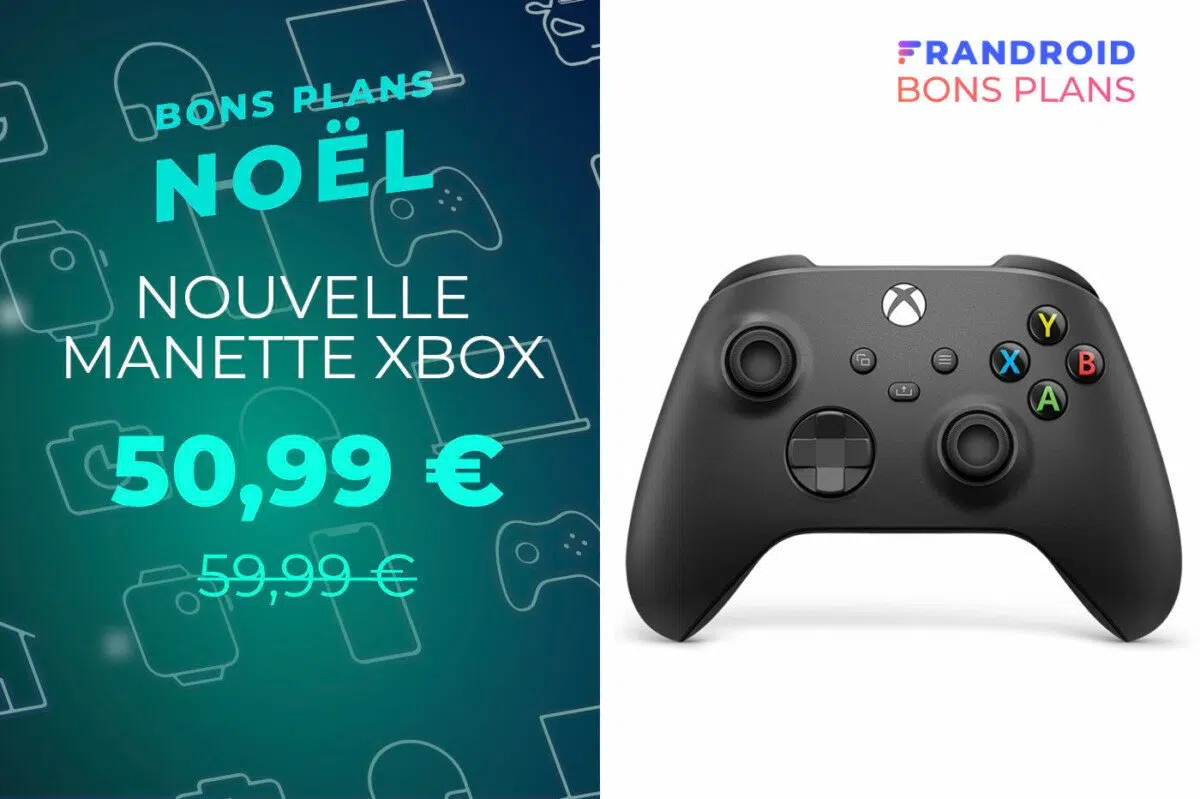 BONS PLANS
NOËL
NOUVELLE
MANETTE XBOX
50,99 €
59,99 €
FRANDROID
BONS PLANS
Y
X
B
A